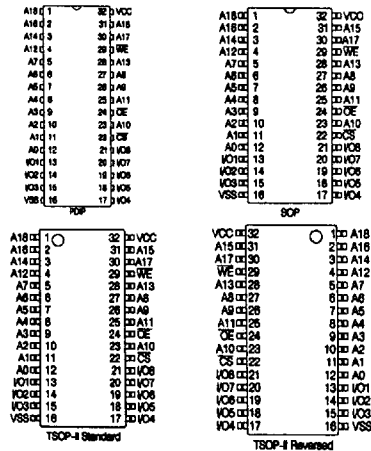 A18 1 32 VCC
A16 2 31 A15
A14 3 30 A17
A12 4 29 WE
A7 5 28 A13
A6 6 27 A8
A5 7 26 A9
A4 8 25 A11
A3 9 24 OE
A2 10 23 A10
A1 11 22 CS
A0 12 21 I/O8
I/O1 13 20 I/O7
I/O2 14 19 I/O6
I/O3 15 18 I/O5
VSS 16 17 I/O4
PDIP
A18 1 32 VCC
A16 2 31 A15
A14 3 30 A17
A12 4 29 WE
A7 5 28 A13
A6 6 27 A8
A5 7 26 A9
A4 8 25 A11
A3 9 24 OE
A2 10 23 A10
A1 11 22 CS
A0 12 21 I/O8
I/O1 13 20 I/O7
I/O2 14 19 I/O6
I/O3 15 18 I/O5
VSS 16 17 I/O4
SOP
A18 1 32 VCC
A16 2 31 A15
A14 3 30 A17
A12 4 29 WE
A7 5 28 A13
A6 6 27 A8
A5 7 26 A9
A4 8 25 A11
A3 9 24 OE
A2 10 23 A10
A1 11 22 CS
A0 12 21 I/O8
I/O1 13 20 I/O7
I/O2 14 19 I/O6
I/O3 15 18 I/O5
VSS 16 17 I/O4
TSOP-II Standard
VCC 32 1 A18
A15 31 2 A16
A17 30 3 A14
WE 29 4 A12
A13 28 5 A7
A8 27 6 A6
A9 26 7 A5
A11 25 8 A4
OE 24 9 A3
A10 23 10 A2
CS 22 11 A1
I/O8 21 12 A0
I/O7 20 13 I/O1
I/O6 19 14 I/O2
I/O5 18 15 I/O3
I/O4 17 16 VSS
TSOP-II Reversed